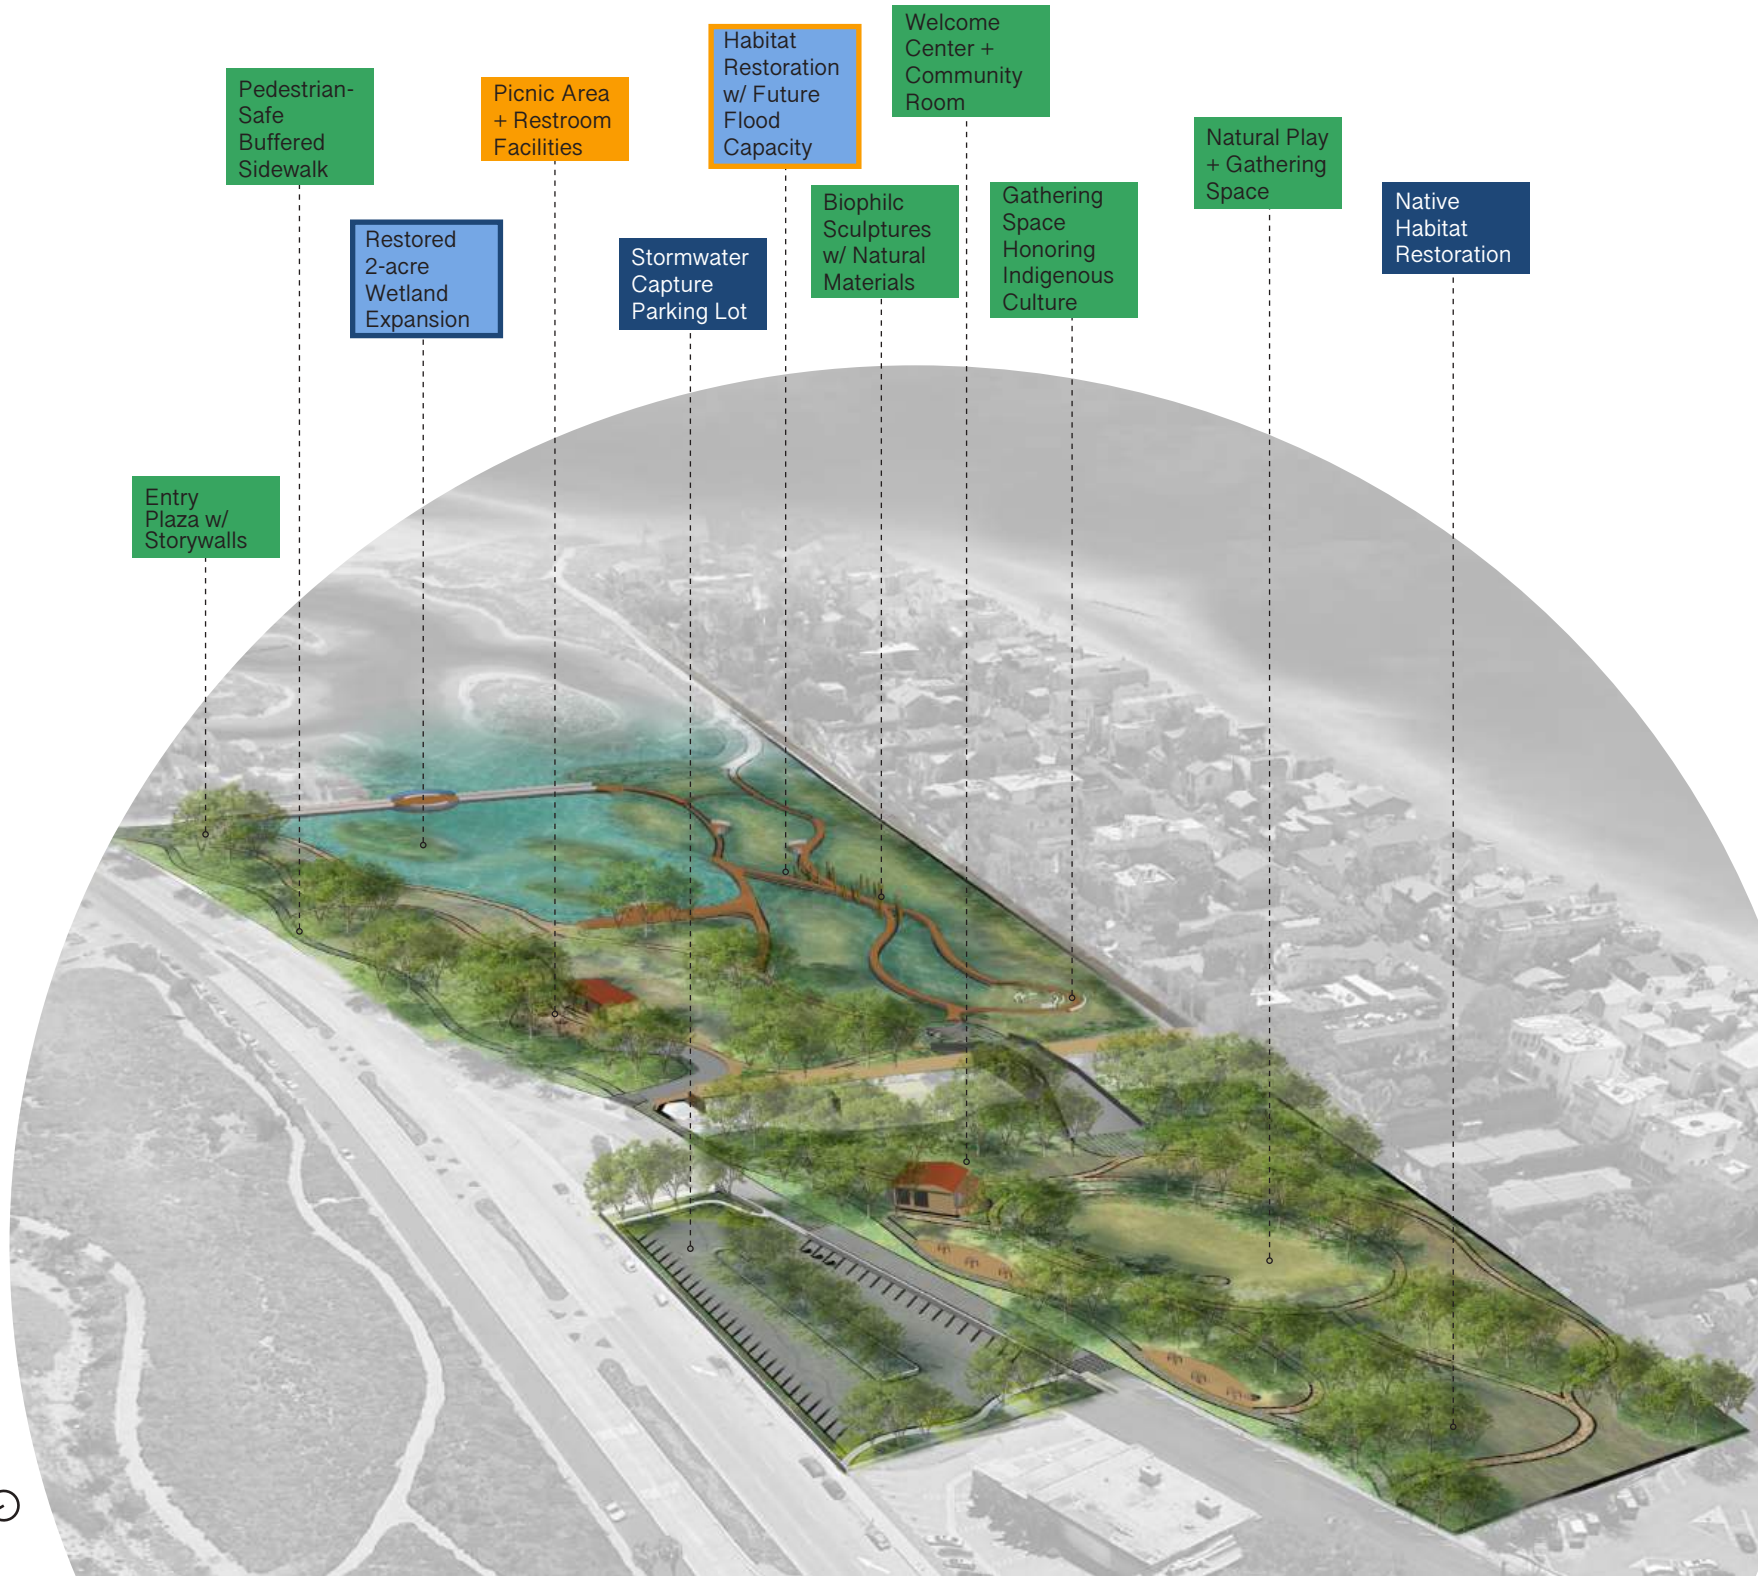 Welcome
Center +
Community
Room
Habitat
Restoration
w/ Future
Flood
Capacity
Pedestrian-
Safe
Buffered
Sidewalk
Picnic Area
+ Restroom
Facilities
Natural Play
+ Gathering
Space
Biophilc
Sculptures
w/ Natural
Materials
Gathering
Space
Honoring
Indigenous
Culture
Native
Habitat
Restoration
Restored
2-acre
Wetland
Expansion
Stormwater
Capture
Parking Lot
Entry
Plaza w/
Storywalls